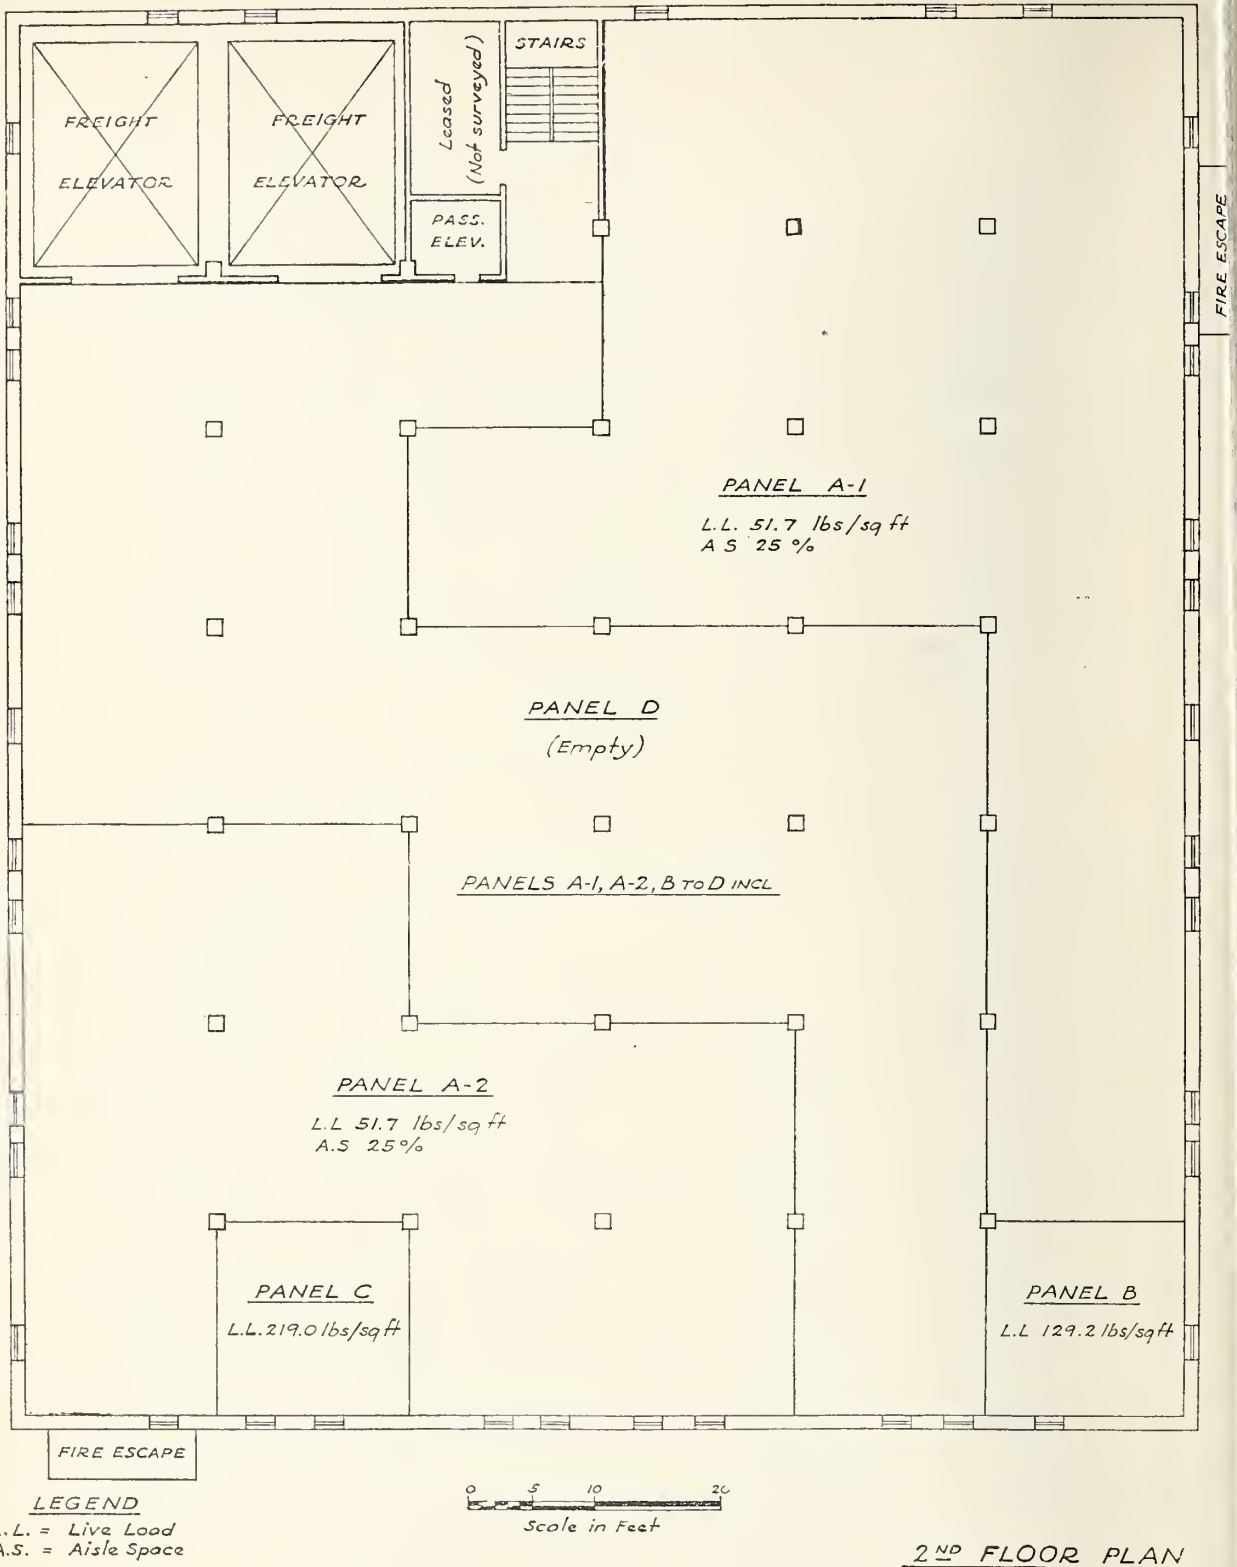 STAIRS
Leased
(Not surveyed)
FREIGHT
ELEVATOR
FREIGHT
ELEVATOR
PASS.
ELEV.
FIRE ESCAPE
PANEL A-1
L.L. 51.7 lbs/sq ft
A S 25 %
PANEL D
(Empty)
PANELS A-1, A-2, B TO D INCL
PANEL A-2
L.L 51.7 lbs/sq ft
A.S 25%
PANEL C
L.L. 219.0 lbs/sq ft
PANEL B
L.L 129.2 lbs/sq ft
FIRE ESCAPE
LEGEND
.L. = Live Load
A.S. = Aisle Space
0 5 10 20
Scale in Feet
2ND FLOOR PLAN